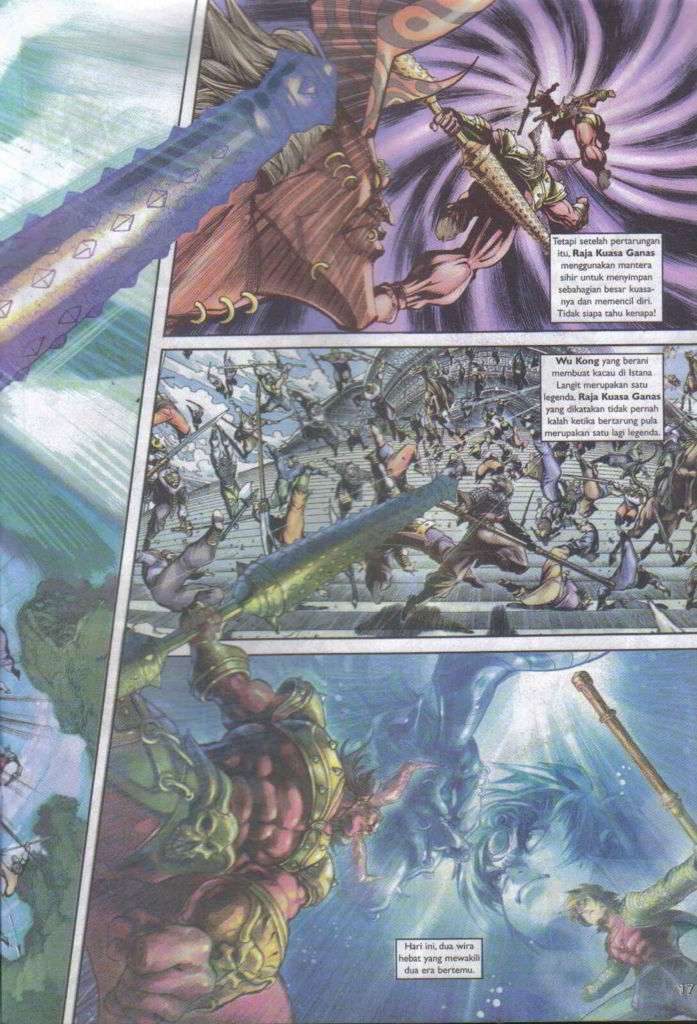 Tetapi setelah pertarungan
itu, Raja Kuasa Ganas
menggunakan mantera
sihir untuk menyimpan
sebahagian besar kuasa-
nya dan memencil diri.
Tidak siapa tahu kenapa!
Wu Kong yang berani
membuat kacau di Istana
Langit merupakan satu
legenda. Raja Kuasa Ganas
yang dikatakan tidak pernah
kalah ketika bertarung pula
merupakan satu lagi legenda.
Hari ini, dua wira
hebat yang mewakili
dua era bertemu.
17